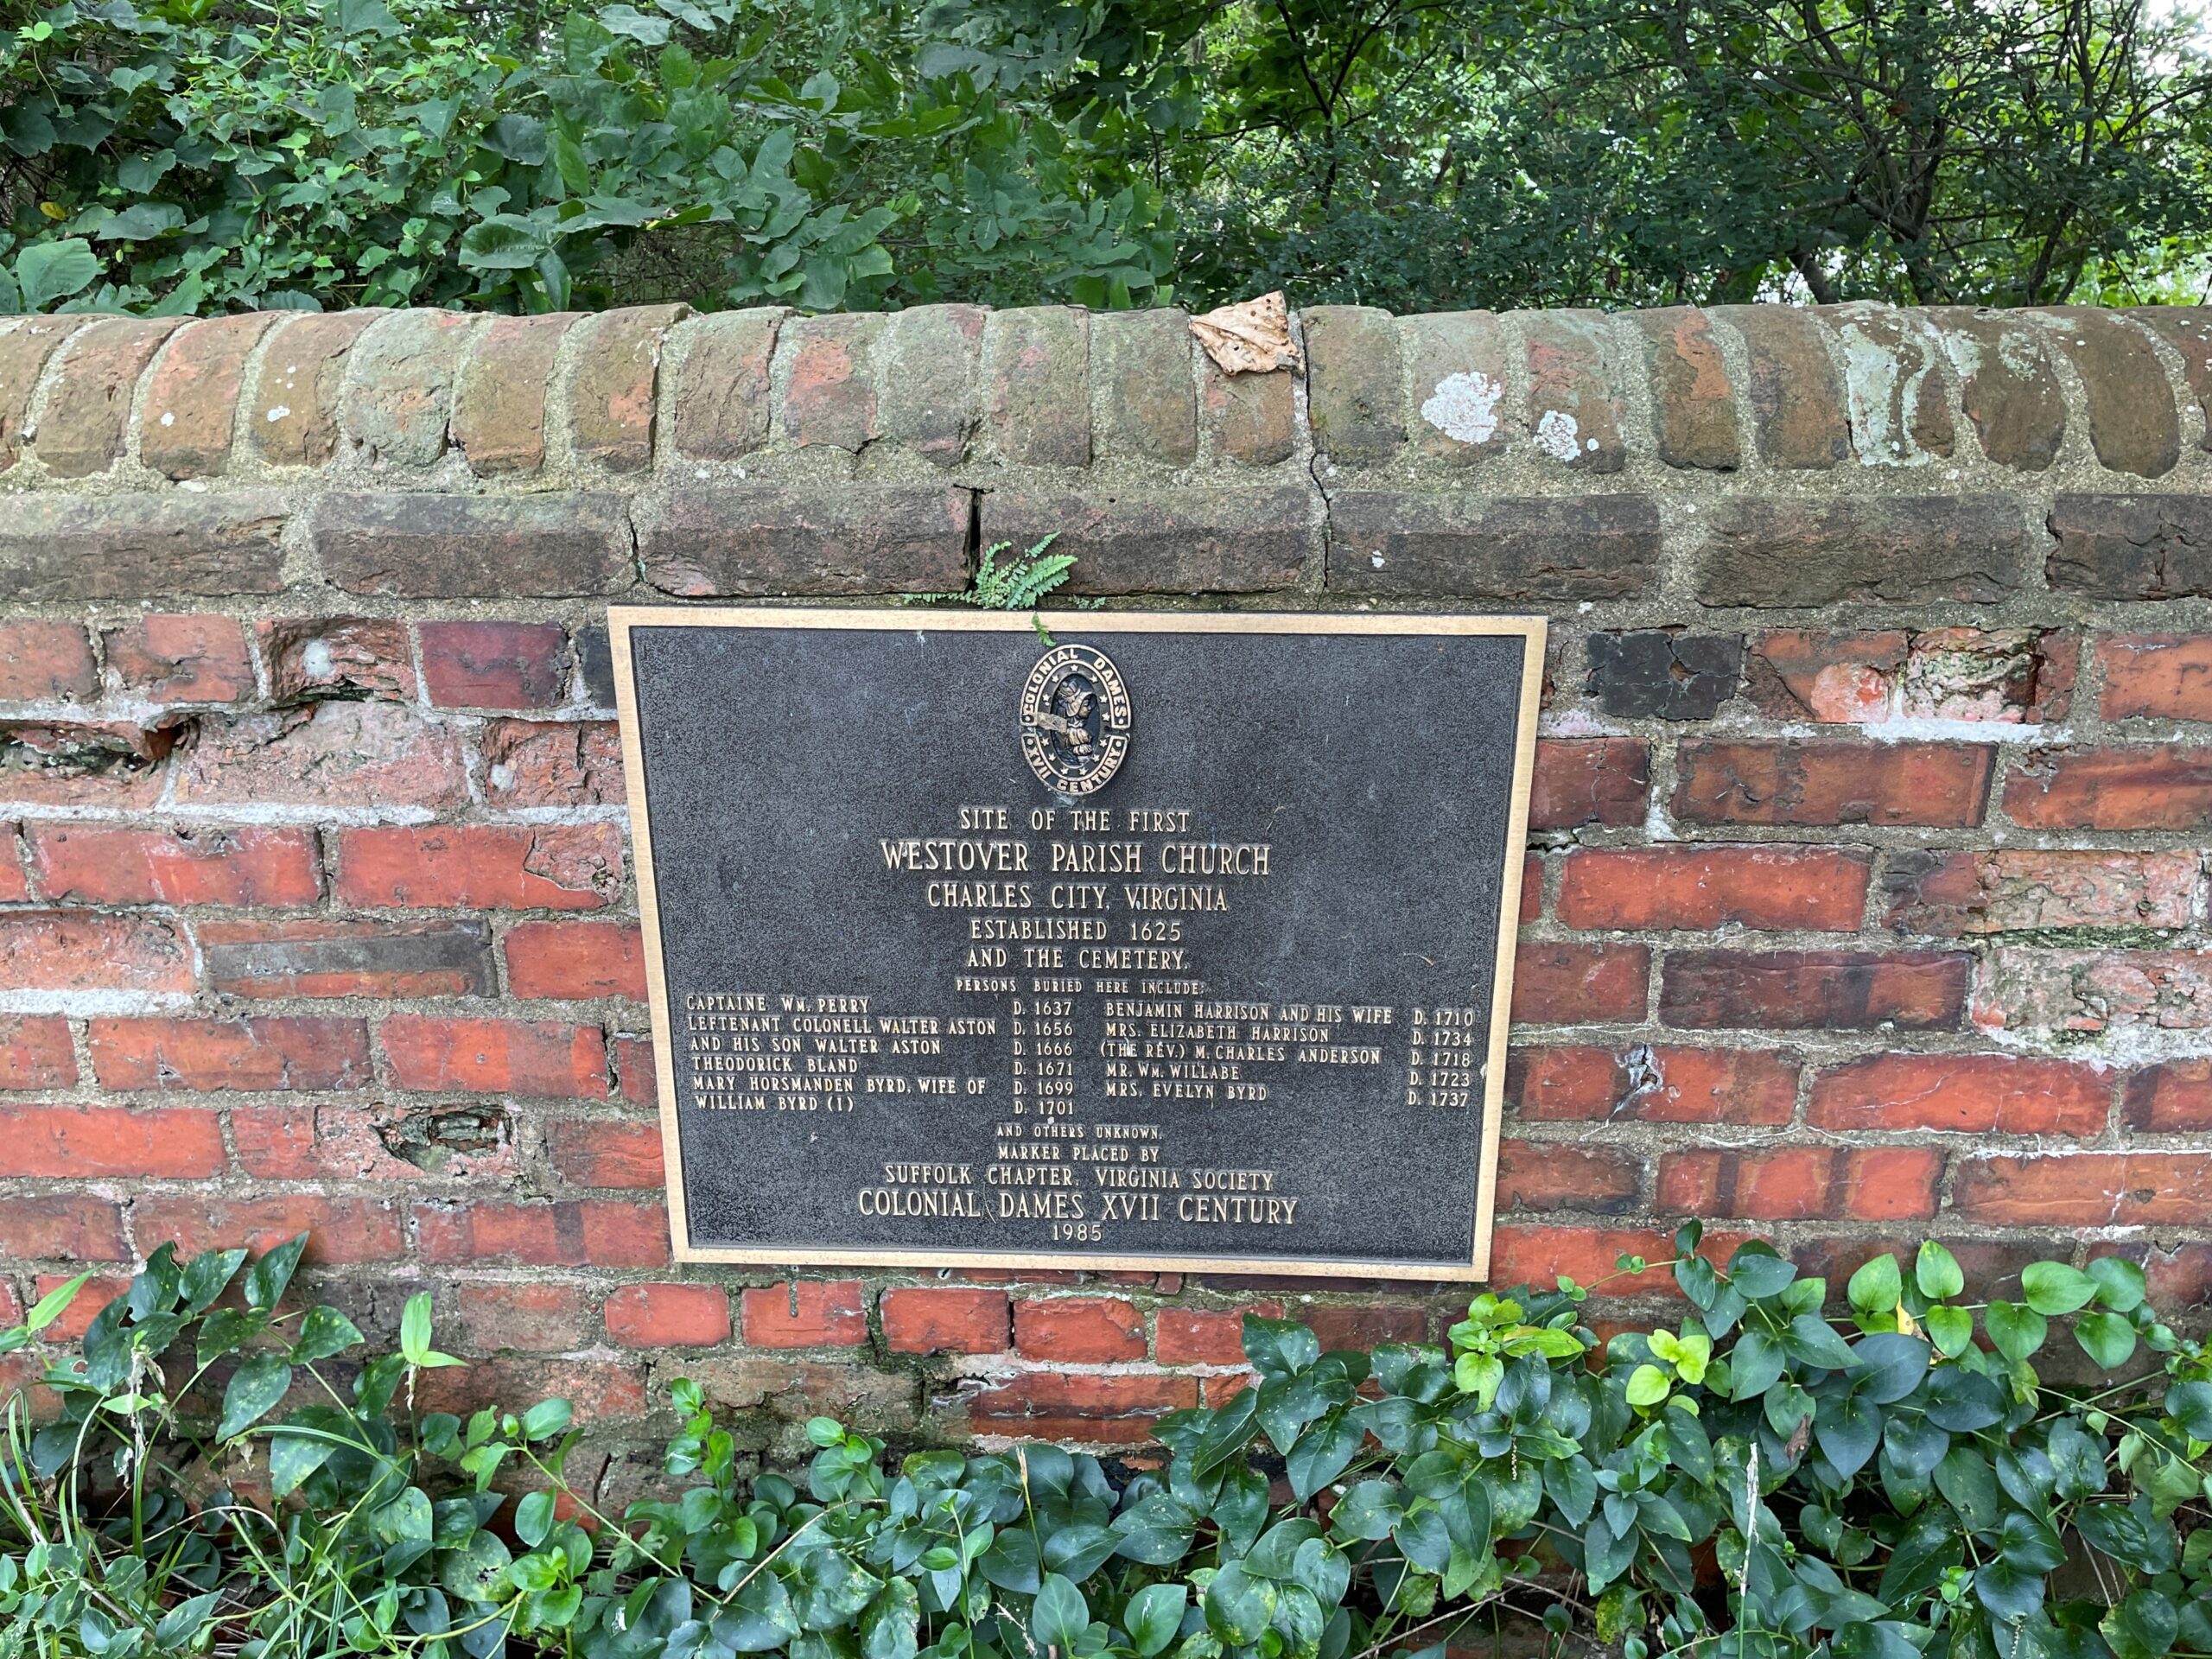 COLONIAL DAMES
XVII CENTURY
SITE OF THE FIRST
WESTOVER PARISH CHURCH
CHARLES CITY, VIRGINIA
ESTABLISHED 1625
AND THE CEMETERY.
PERSONS BURIED HERE INCLUDE:
CAPTAINE WM. PERRY D. 1637
LEFTENANT COLONELL WALTER ASTON D. 1656
AND HIS SON WALTER ASTON D. 1666
THEODORICK BLAND D. 1671
MARY HORSMANDEN BYRD, WIFE OF D. 1699
WILLIAM BYRD (I) D. 1701
BENJAMIN HARRISON AND HIS WIFE D. 1710
MRS. ELIZABETH HARRISON D. 1734
(THE REV.) M. CHARLES ANDERSON D. 1718
MR. WM. WILLABE D. 1723
MRS. EVELYN BYRD D. 1737
AND OTHERS UNKNOWN.
MARKER PLACED BY
SUFFOLK CHAPTER, VIRGINIA SOCIETY
COLONIAL DAMES XVII CENTURY
1985